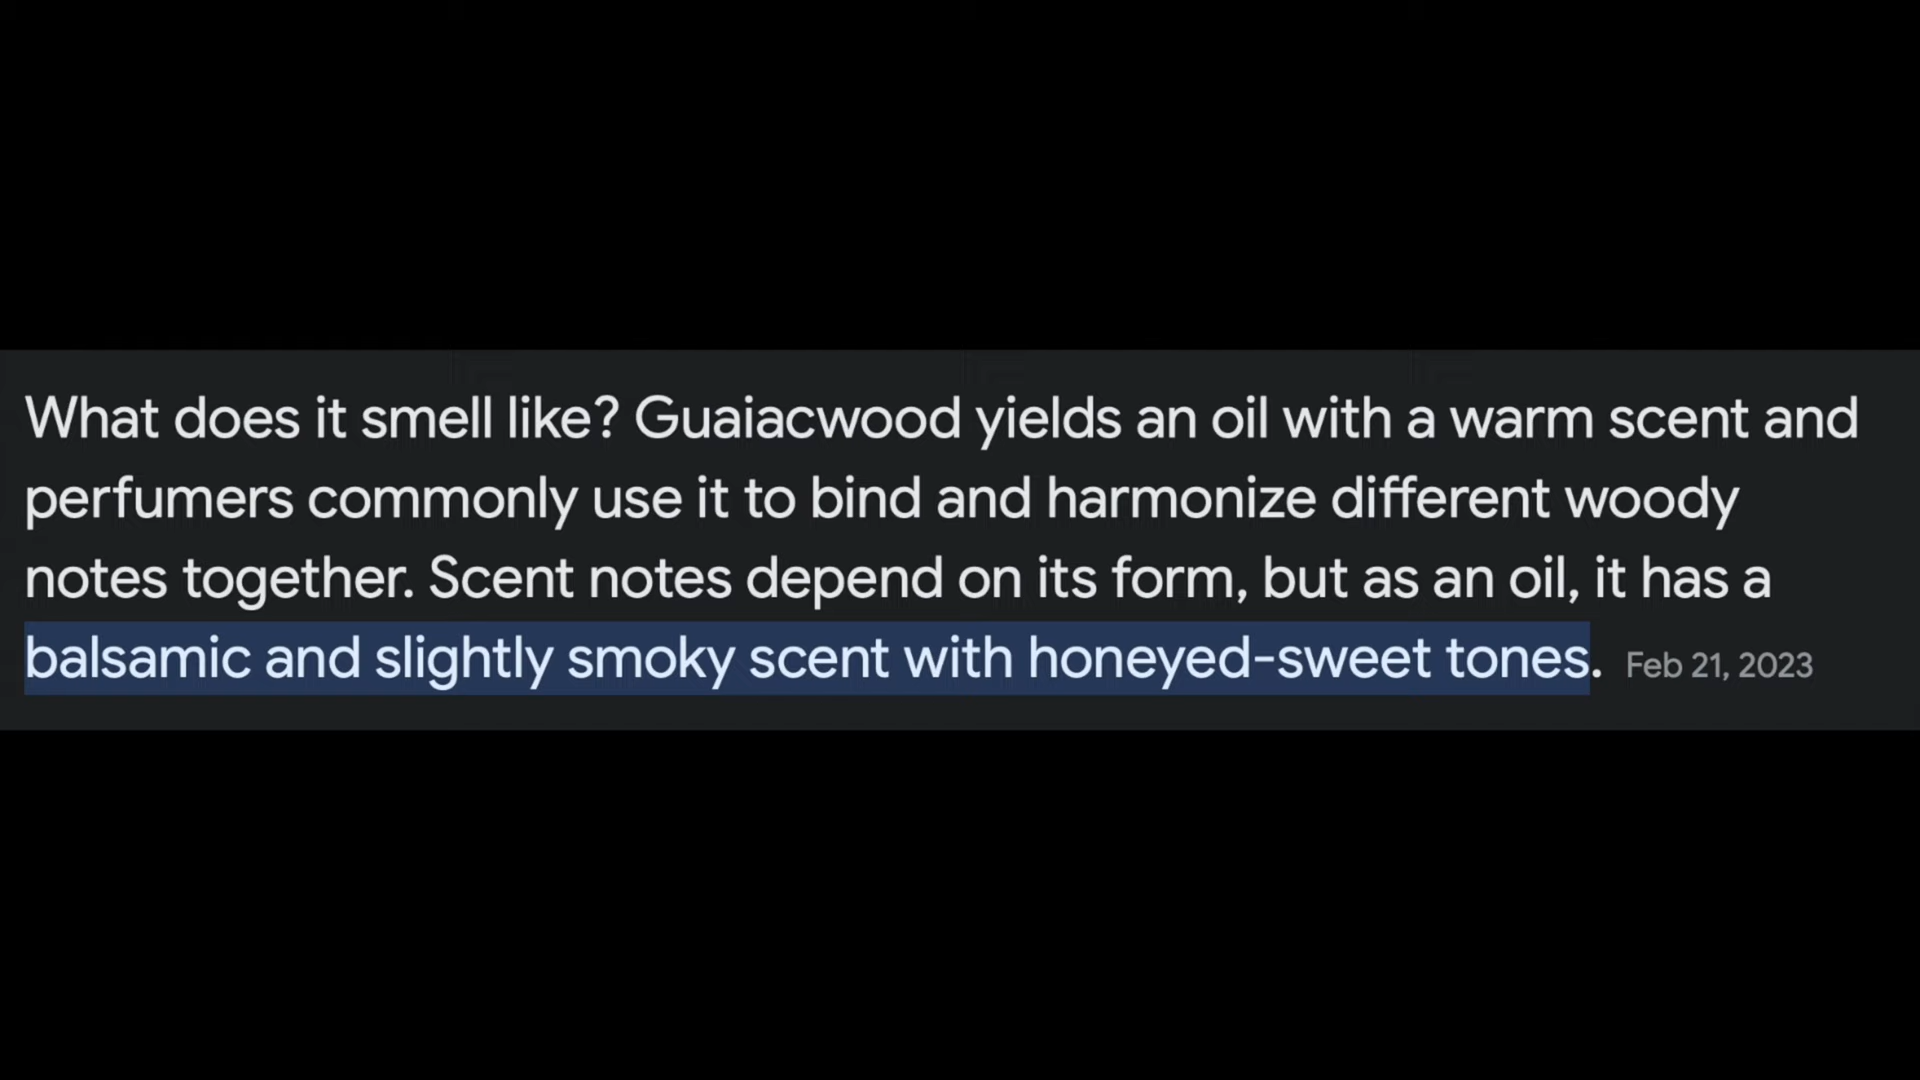 What does it smell like? Guaiacwood yields an oil with a warm scent and
perfumers commonly use it to bind and harmonize different woody
notes together. Scent notes depend on its form, but as an oil, it has a
balsamic and slightly smoky scent with honeyed-sweet tones. Feb 21, 2023